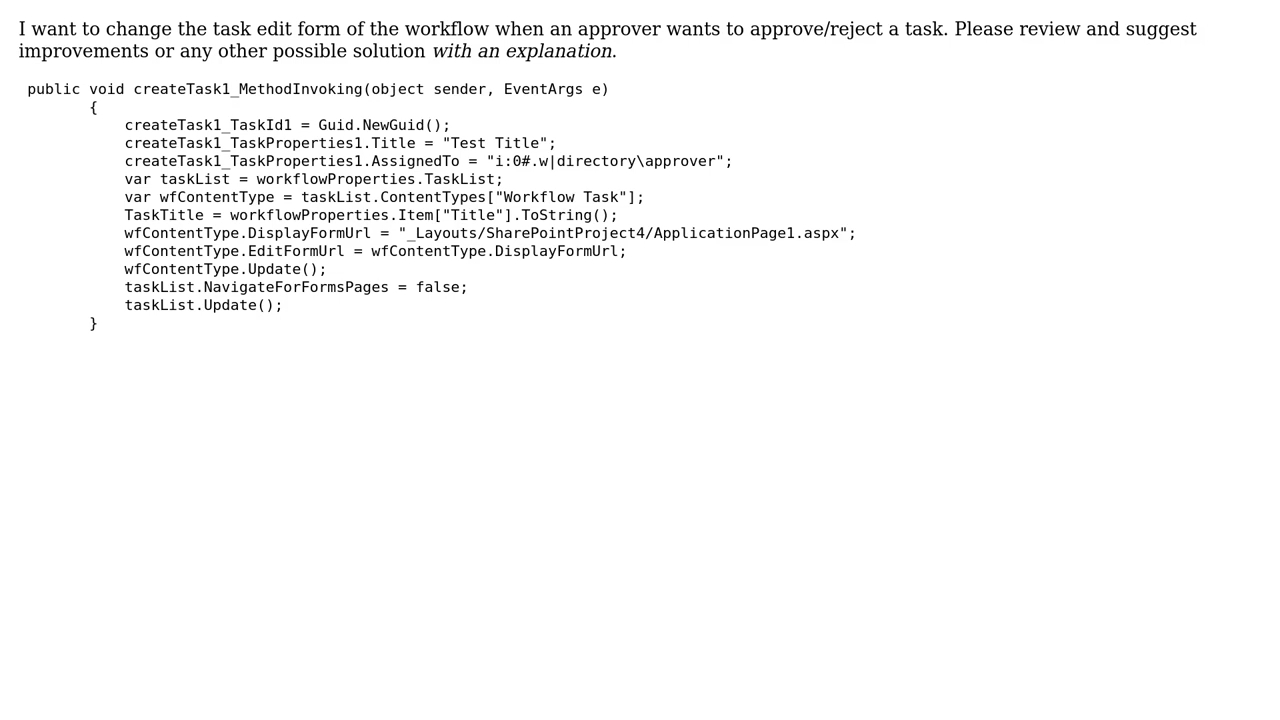 I want to change the task edit form of the workflow when an approver wants to approve/reject a task. Please review and suggest
improvements or any other possible solution with an explanation.
public void createTask1_MethodInvoking(object sender, EventArgs e)
{
createTask1_TaskId1 = Guid.NewGuid();
createTask1_TaskProperties1.Title = "Test Title";
createTask1_TaskProperties1.AssignedTo = "i:0#.w|directory\approver";
var taskList = workflowProperties.TaskList;
var wfContentType = taskList.ContentTypes["Workflow Task"];
TaskTitle = workflowProperties.Item["Title"].ToString();
wfContentType.DisplayFormUrl = "_Layouts/SharePointProject4/ApplicationPage1.aspx";
wfContentType.EditFormUrl = wfContentType.DisplayFormUrl;
wfContentType.Update();
taskList.NavigateForFormsPages = false;
taskList.Update();
}